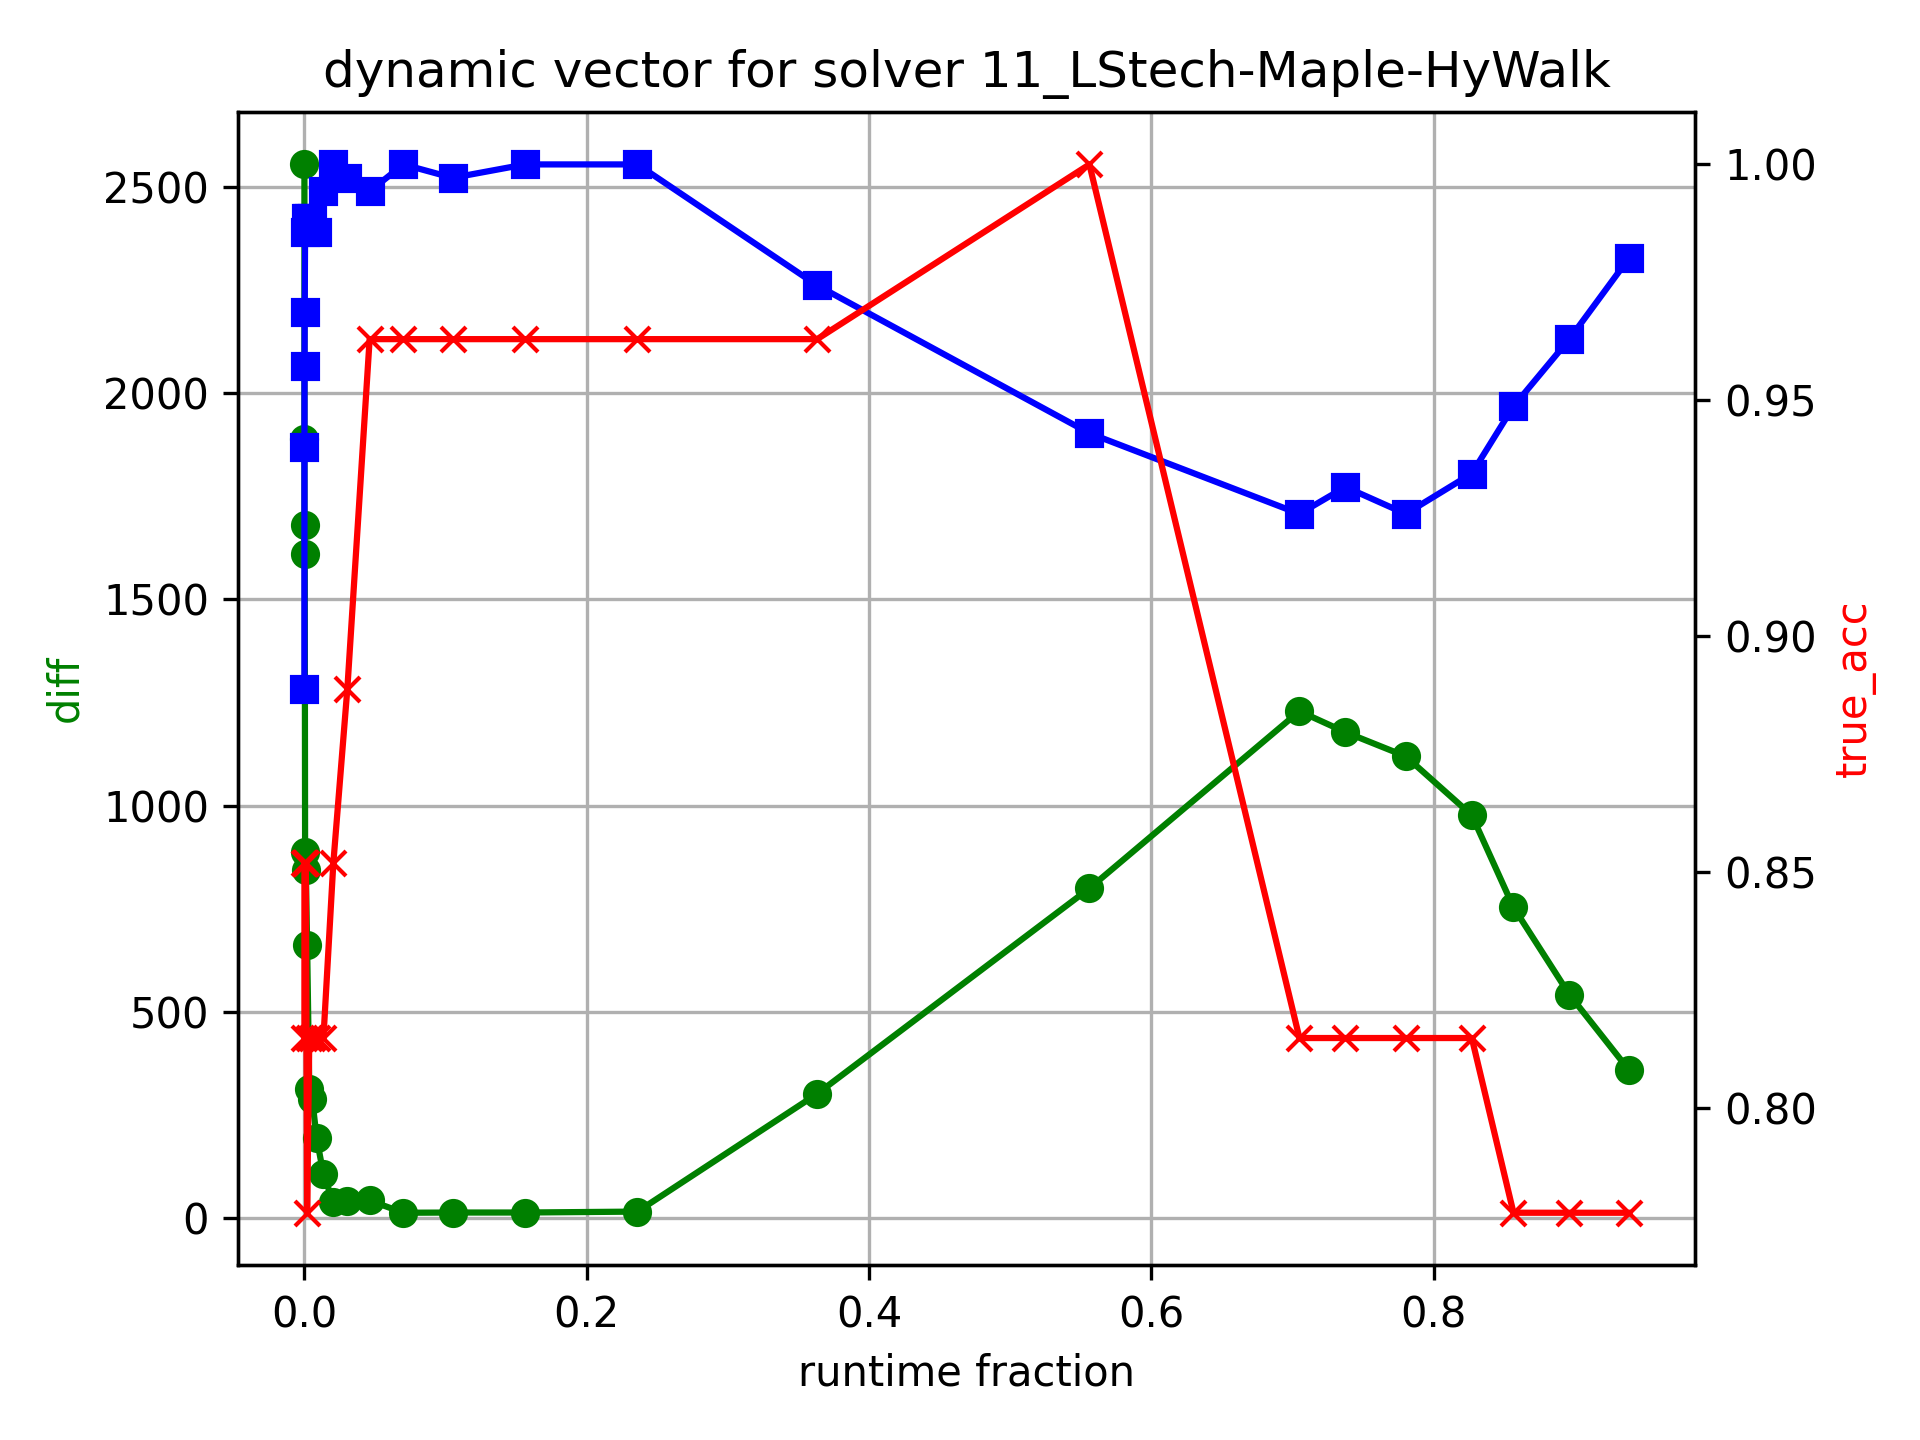 dynamic vector for solver 11_LStech-Maple-HyWalk
2500
2000
1500
1000
500
0
diff
1.00
0.95
0.90
0.85
0.80
true_acc
0.0 0.2 0.4 0.6 0.8
runtime fraction